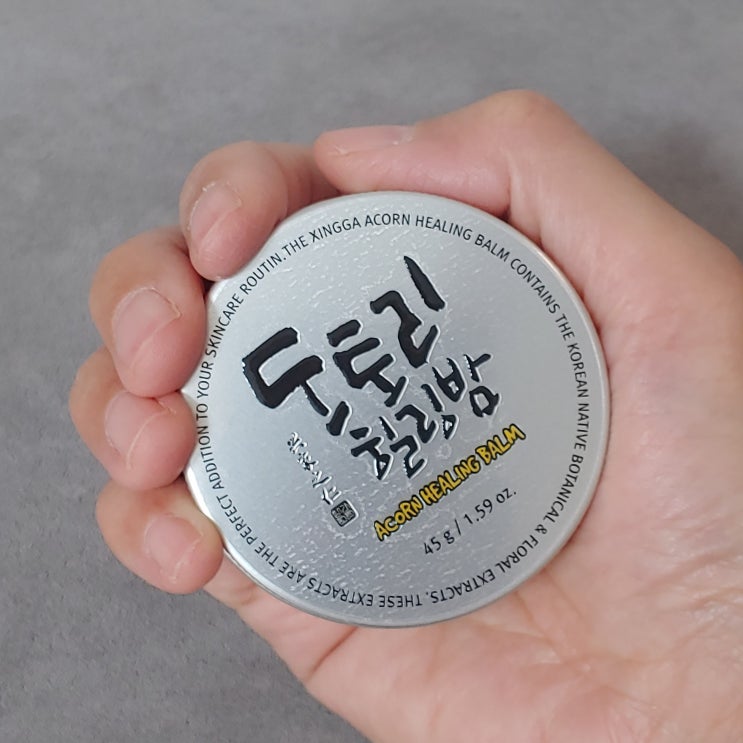 THE XINGGA ACORN HEALING BALM CONTAINS THE KOREAN NATIVE BOTANICAL & FLORAL EXTRACTS. THESE EXTRACTS ARE THE PERFECT ADDITION TO YOUR SKINCARE ROUTIN.
도토리
힐링밤
ACORN HEALING BALM
45 g / 1.59 oz.